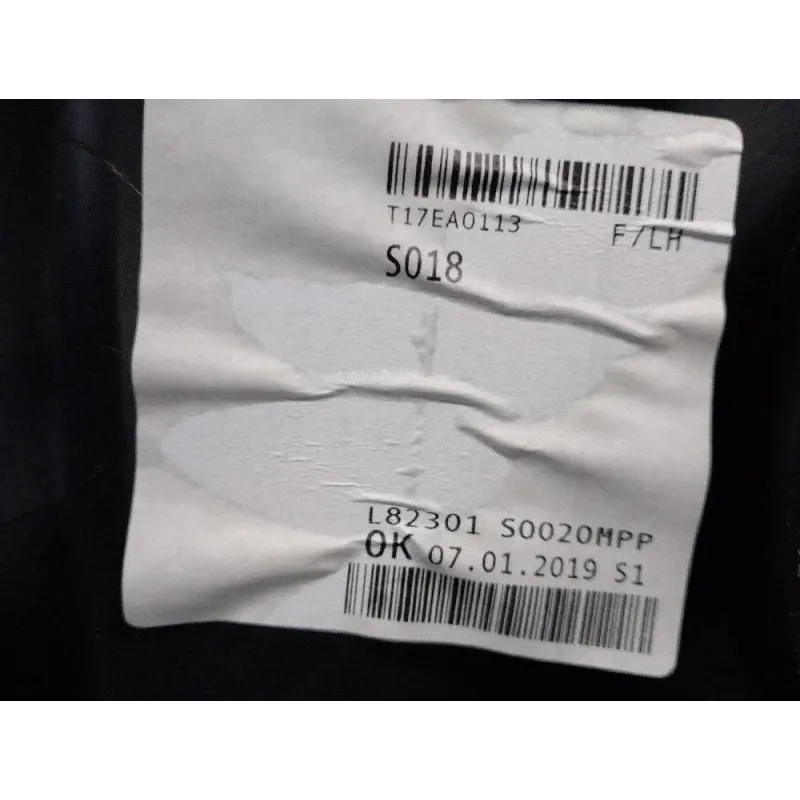 T17EA0113
F/LH
S018
L82301 S0020MPP
OK 07.01.2019 S1